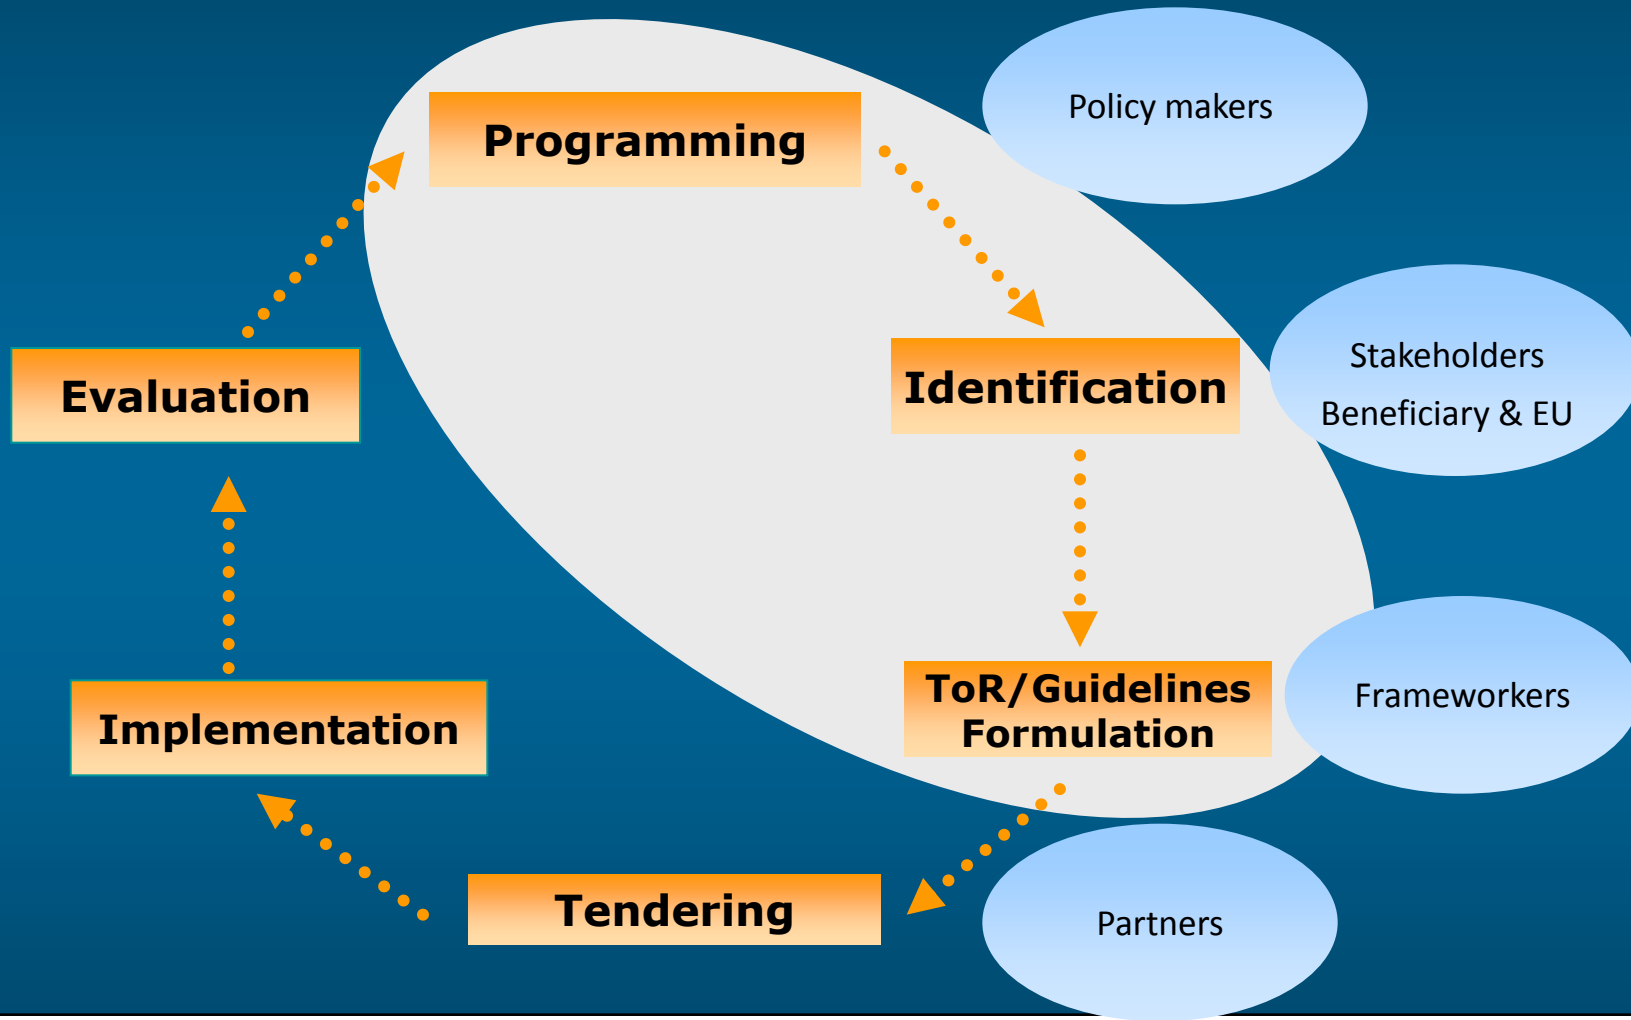 Policy makers
Programming
Stakeholders
Beneficiary & EU
Identification
Evaluation
ToR/Guidelines
Formulation
Frameworkers
Implementation
Tendering
Partners